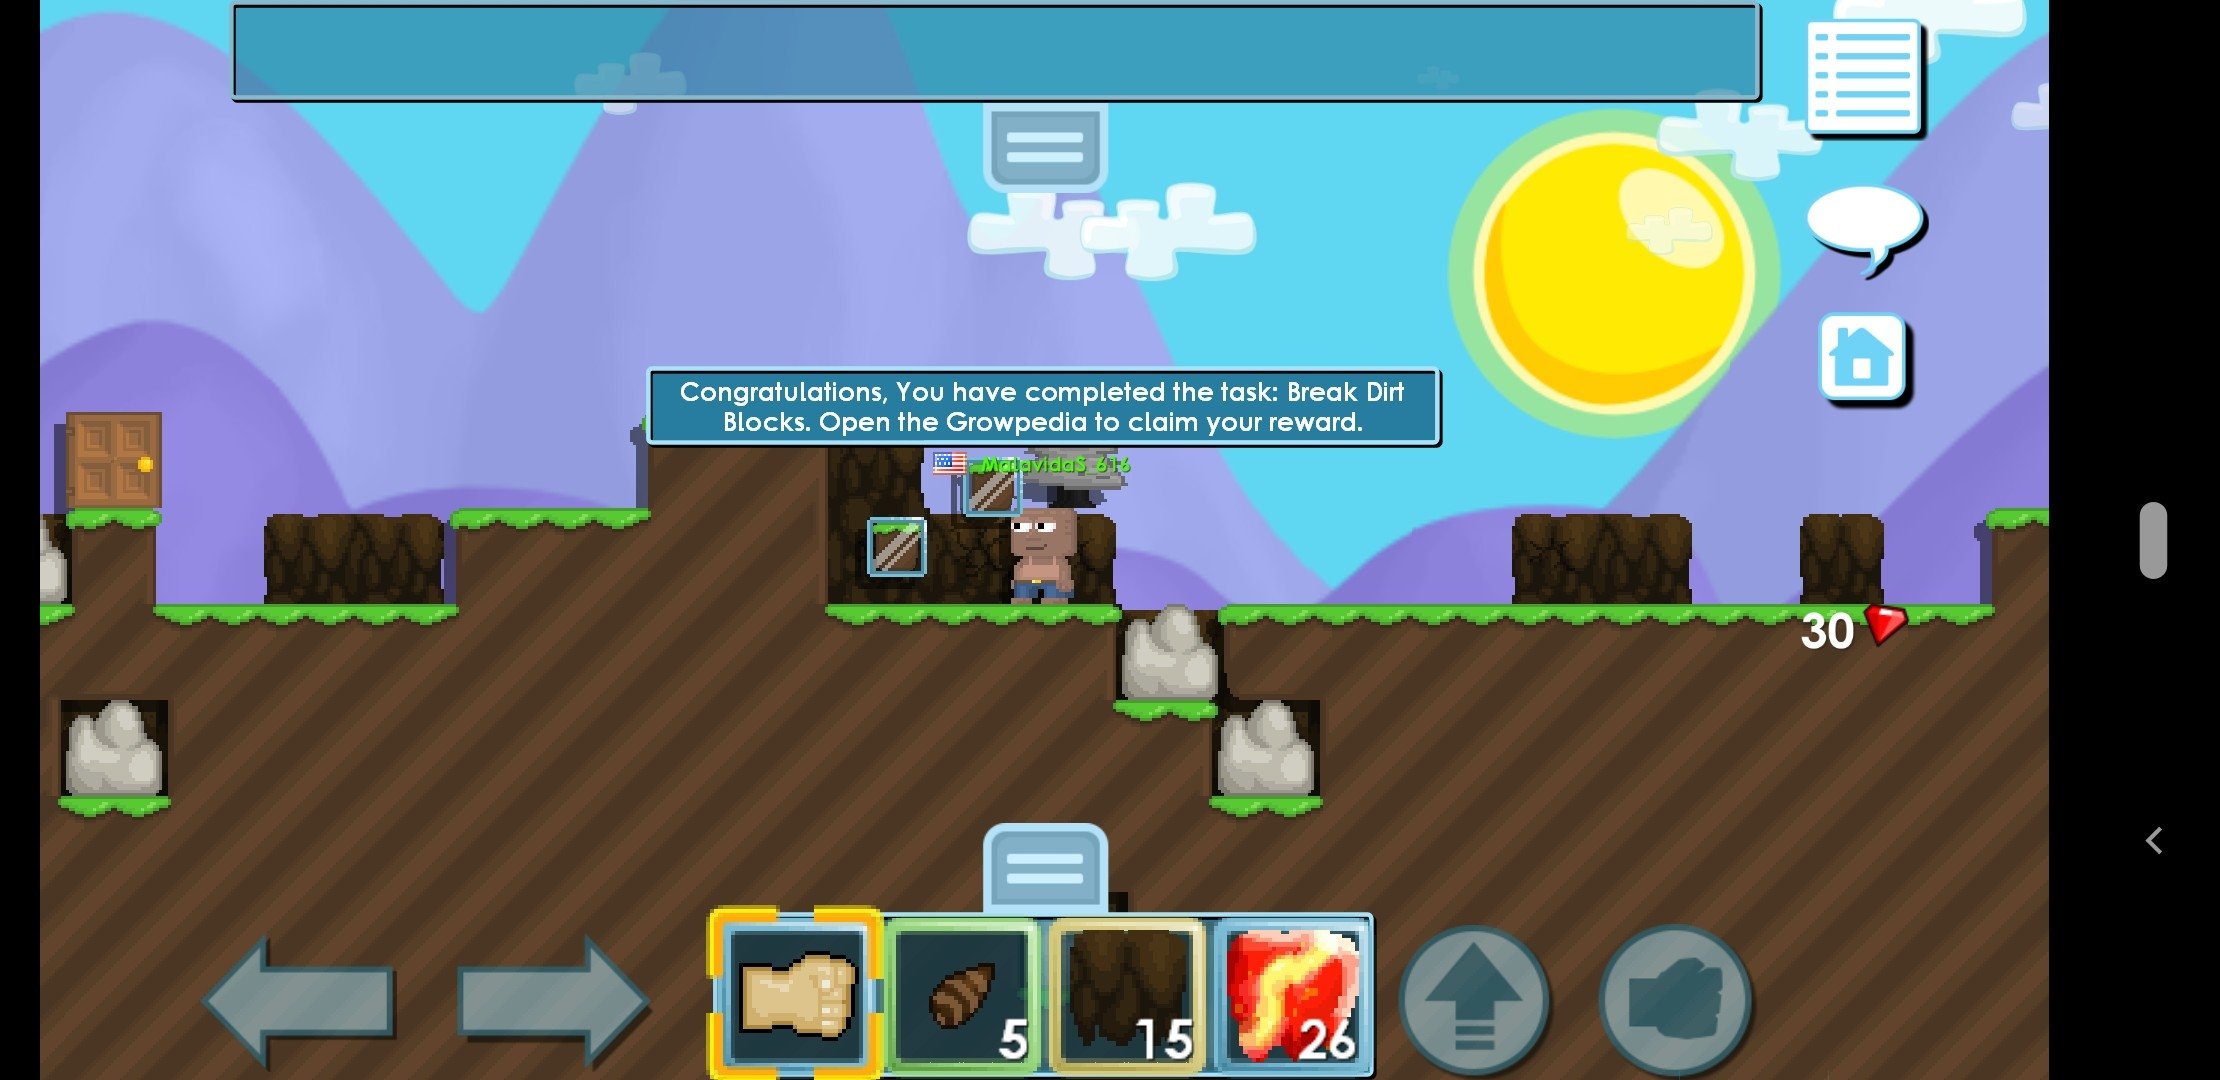 Congratulations, You have completed the task: Break Dirt
Blocks. Open the Growpedia to claim your reward.
MalavidaS_616
30
5
15
26